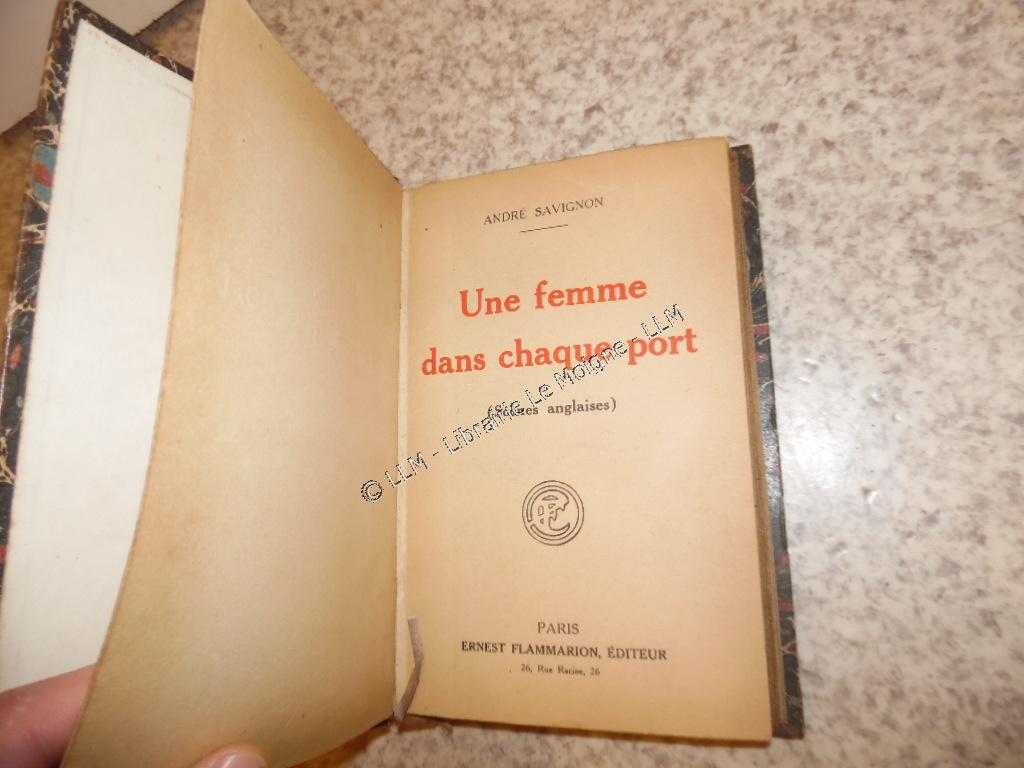 ANDRÉ SAVIGNON
Une femme
dans chaque port
(Scènes anglaises)
PARIS
ERNEST FLAMMARION, ÉDITEUR
26, Rue Racine, 26
© LLM - Librairie Le Moigne - LLM